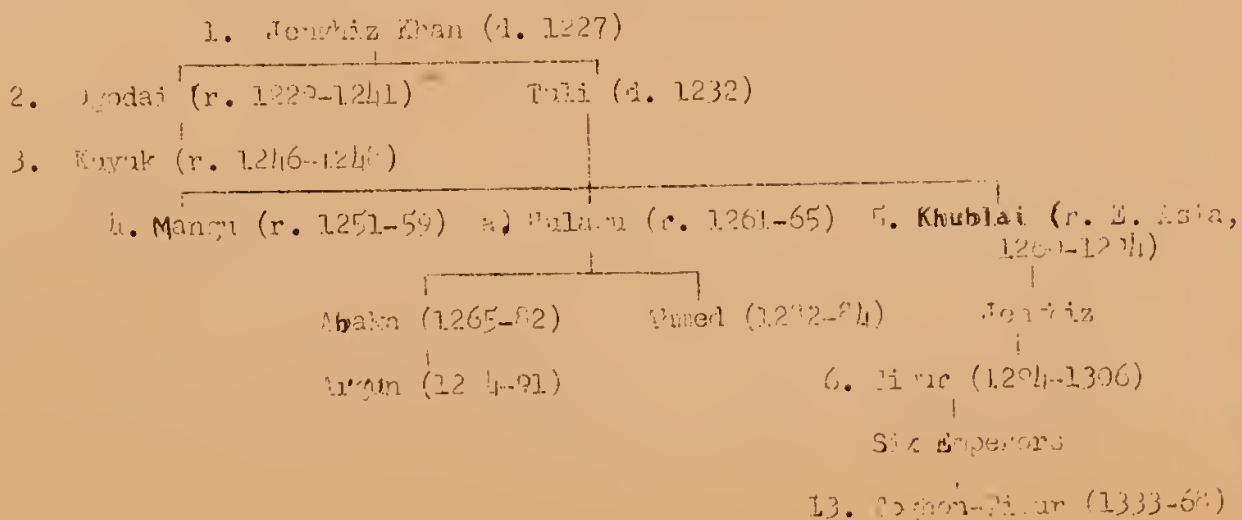 1. Khan (d. 1227)
2. (r. 1229-1241) Tuli (d. 1232)
3. Kuyuk (r. 1246-1248)
4. Mangu (r. 1251-59) a) Hulagu (r. 1261-65) 5. Khublai (r. E. Asia,
1260-1294)
Abaka (1265-82) Ahmed (1282-84)
Argun (1284-91) 6. (1294-1306)
Six Emperors
13. (1333-68)